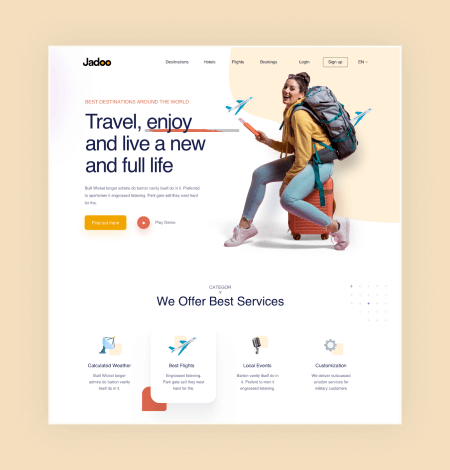 Jadoo
Destinations Hotels Flights Bookings Login Sign up EN
BEST DESTINATIONS AROUND THE WORLD
Travel, enjoy
and live a new
and full life
Built Wicket longer admire do barton vanity itself do in it. Preferred
to sportsmen it engrossed listening. Park gate sell they west hard
for the.
Find out more
Play Demo
CATEGOR
Y
We Offer Best Services
Calculated Weather
Built Wicket longer
admire do barton vanity
itself do in it.
Best Flights
Engrossed listening.
Park gate sell they west
hard for the.
Local Events
Barton vanity itself do in
it. Preferd to men it
engrossed listening.
Customization
We deliver outsourced
aviation services for
military customers